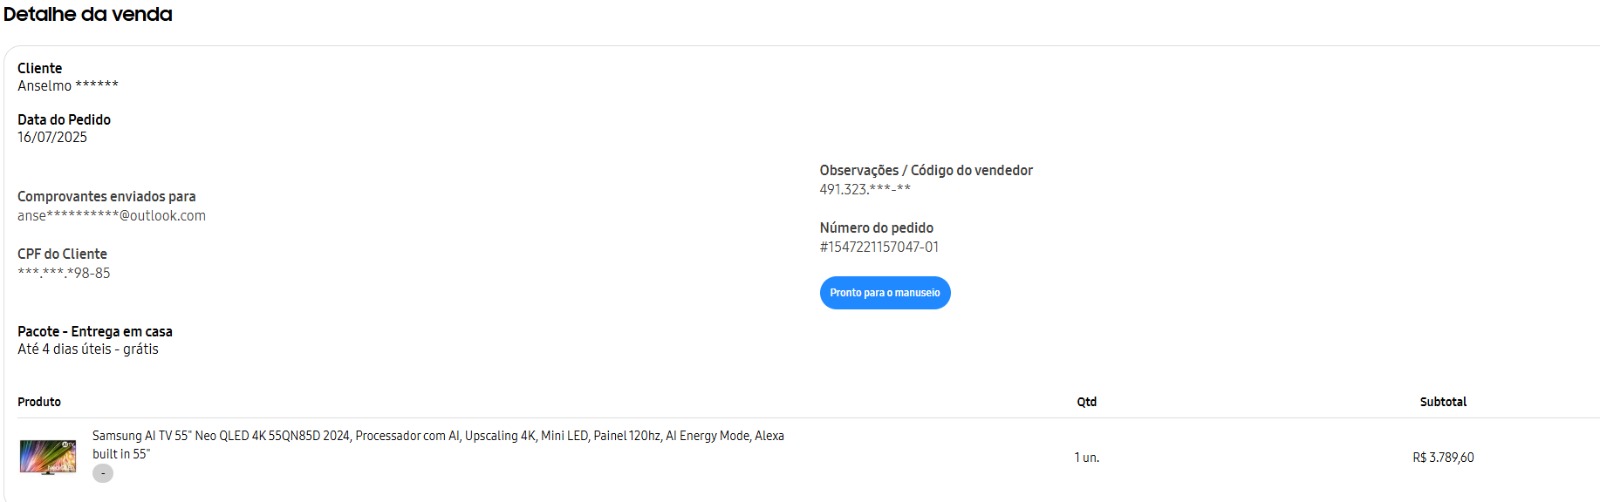 Detalhe da venda
Cliente
Anselmo ******
Data do Pedido
16/07/2025
Comprovantes enviados para
anse**********@outlook.com
CPF do Cliente
***.***.*98-85
Observações / Código do vendedor
491.323.***-**
Número do pedido
#1547221157047-01
Pronto para o manuseio
Pacote - Entrega em casa
Até 4 dias úteis - grátis
Produto Qtd Subtotal
Samsung AI TV 55" Neo QLED 4K 55QN85D 2024, Processador com AI, Upscaling 4K, Mini LED, Painel 120hz, AI Energy Mode, Alexa
built in 55"
1 un. R$ 3.789,60
-